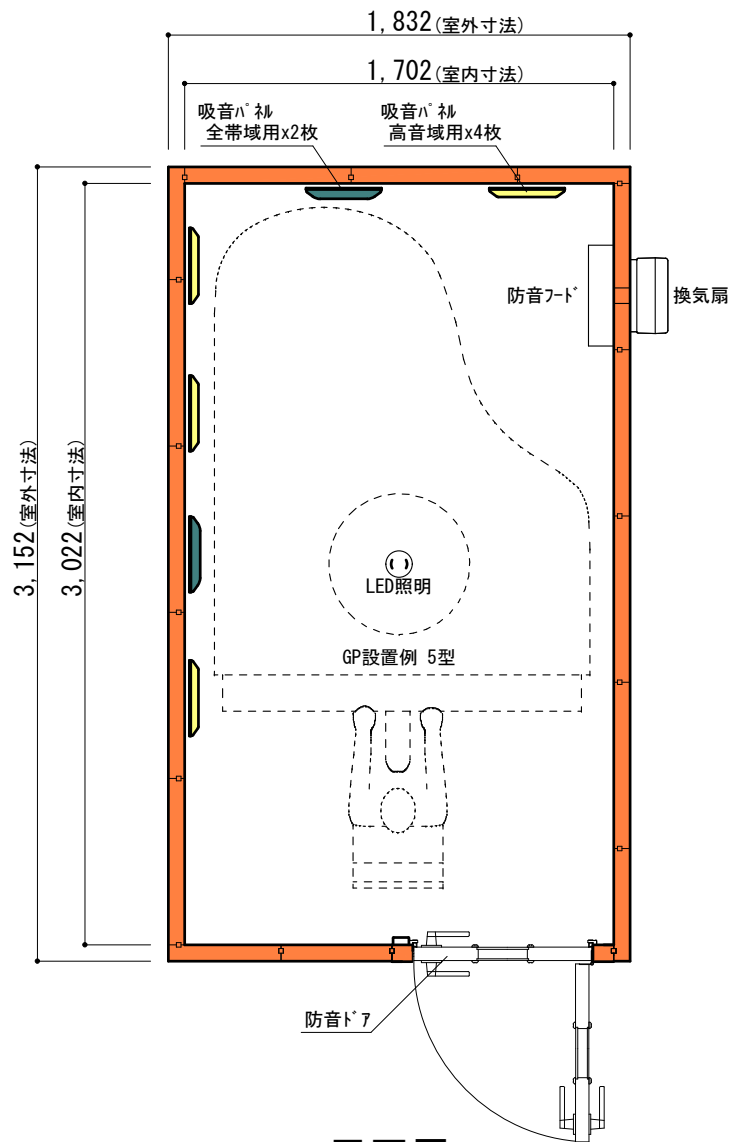 1,832(室外寸法)
1,702(室内寸法)
吸音パネル
全帯域用x2枚
吸音パネル
高音域用x4枚
防音フード
換気扇
3,152(室外寸法)
3,022(室内寸法)
LED照明
GP設置例 5型
防音ドア